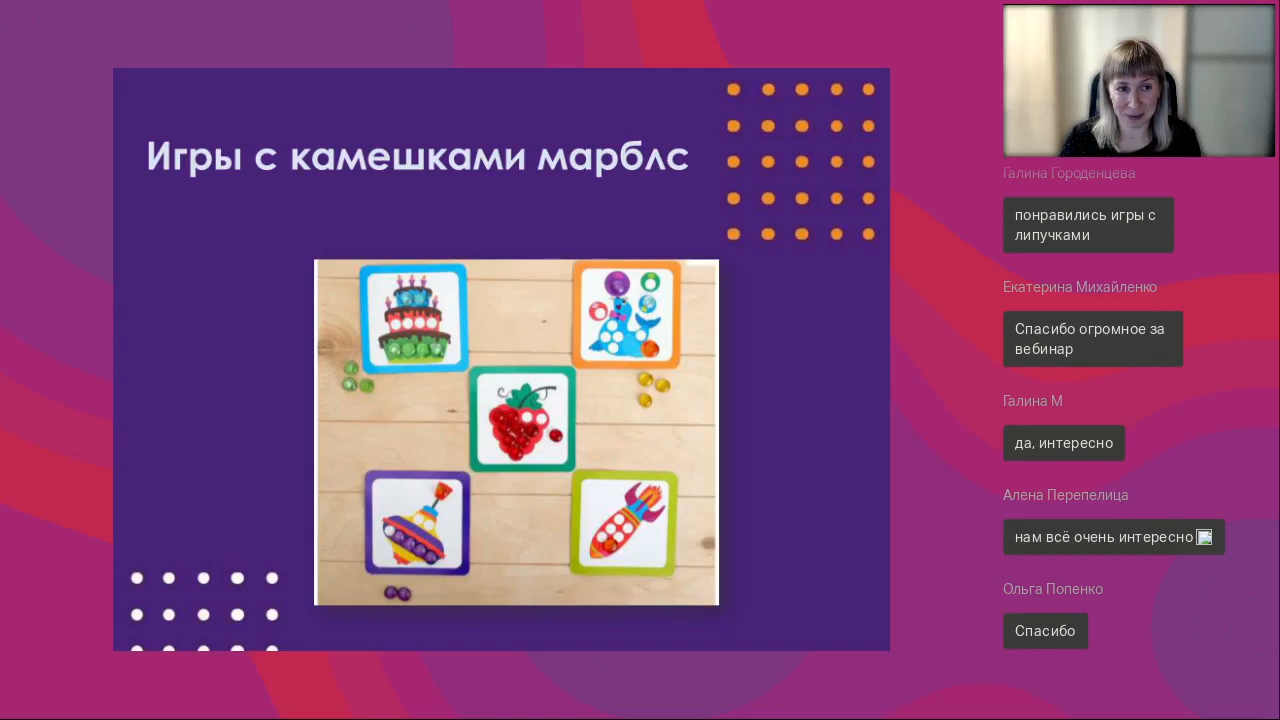 Игры с камешками марблс
Галина Городенцева
понравились игры с
липучками
Екатерина Михайленко
Спасибо огромное за
вебинар
Галина М
да, интересно
Алена Перепелица
нам всё очень интересно
Ольга Попенко
Спасибо